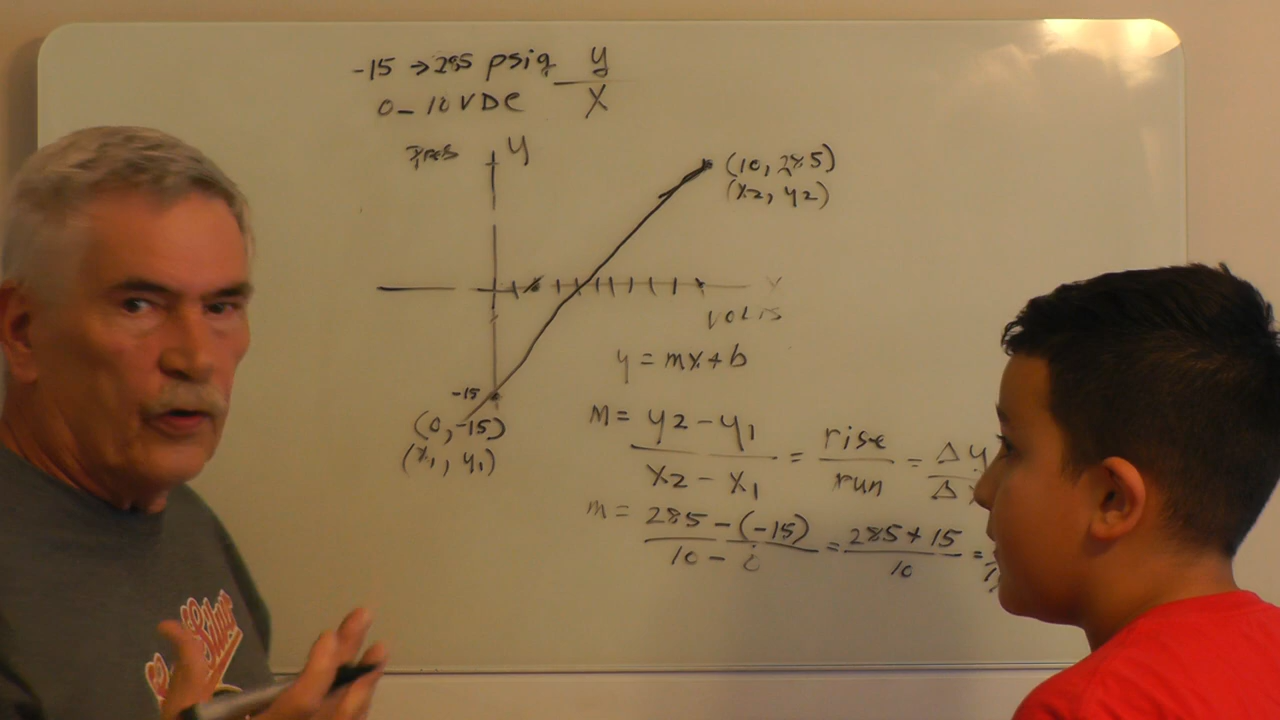 -15 → 285 psig y
0-10 VDC X
Pres y
(10, 285)
(x2, y2)
X
VOLTS
y = mx + b
-15
(0, -15)
(x1, y1)
M = y2 - y1 / x2 - x1 = rise / run = Δy / Δ
m = 285 - (-15) / 10 - 0 = 285 + 15 / 10 =